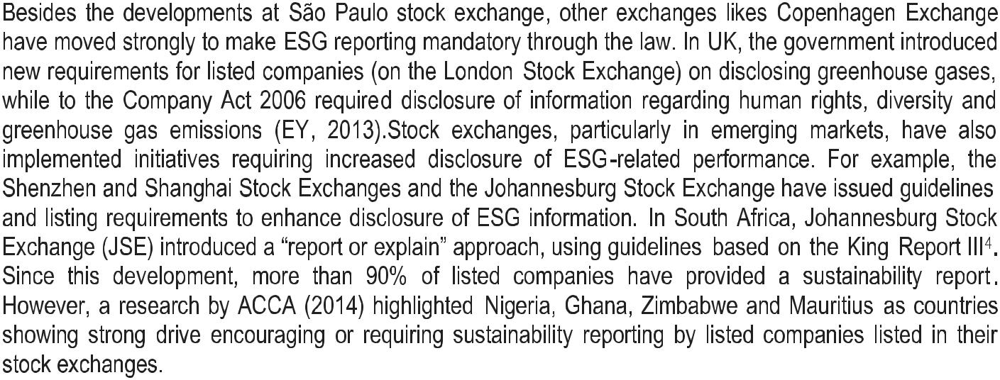 Besides the developments at São Paulo stock exchange, other exchanges likes Copenhagen Exchange
have moved strongly to make ESG reporting mandatory through the law. In UK, the government introduced
new requirements for listed companies (on the London Stock Exchange) on disclosing greenhouse gases,
while to the Company Act 2006 required disclosure of information regarding human rights, diversity and
greenhouse gas emissions (EY, 2013).Stock exchanges, particularly in emerging markets, have also
implemented initiatives requiring increased disclosure of ESG-related performance. For example, the
Shenzhen and Shanghai Stock Exchanges and the Johannesburg Stock Exchange have issued guidelines
and listing requirements to enhance disclosure of ESG information. In South Africa, Johannesburg Stock
Exchange (JSE) introduced a “report or explain” approach, using guidelines based on the King Report III⁴.
Since this development, more than 90% of listed companies have provided a sustainability report.
However, a research by ACCA (2014) highlighted Nigeria, Ghana, Zimbabwe and Mauritius as countries
showing strong drive encouraging or requiring sustainability reporting by listed companies listed in their
stock exchanges.